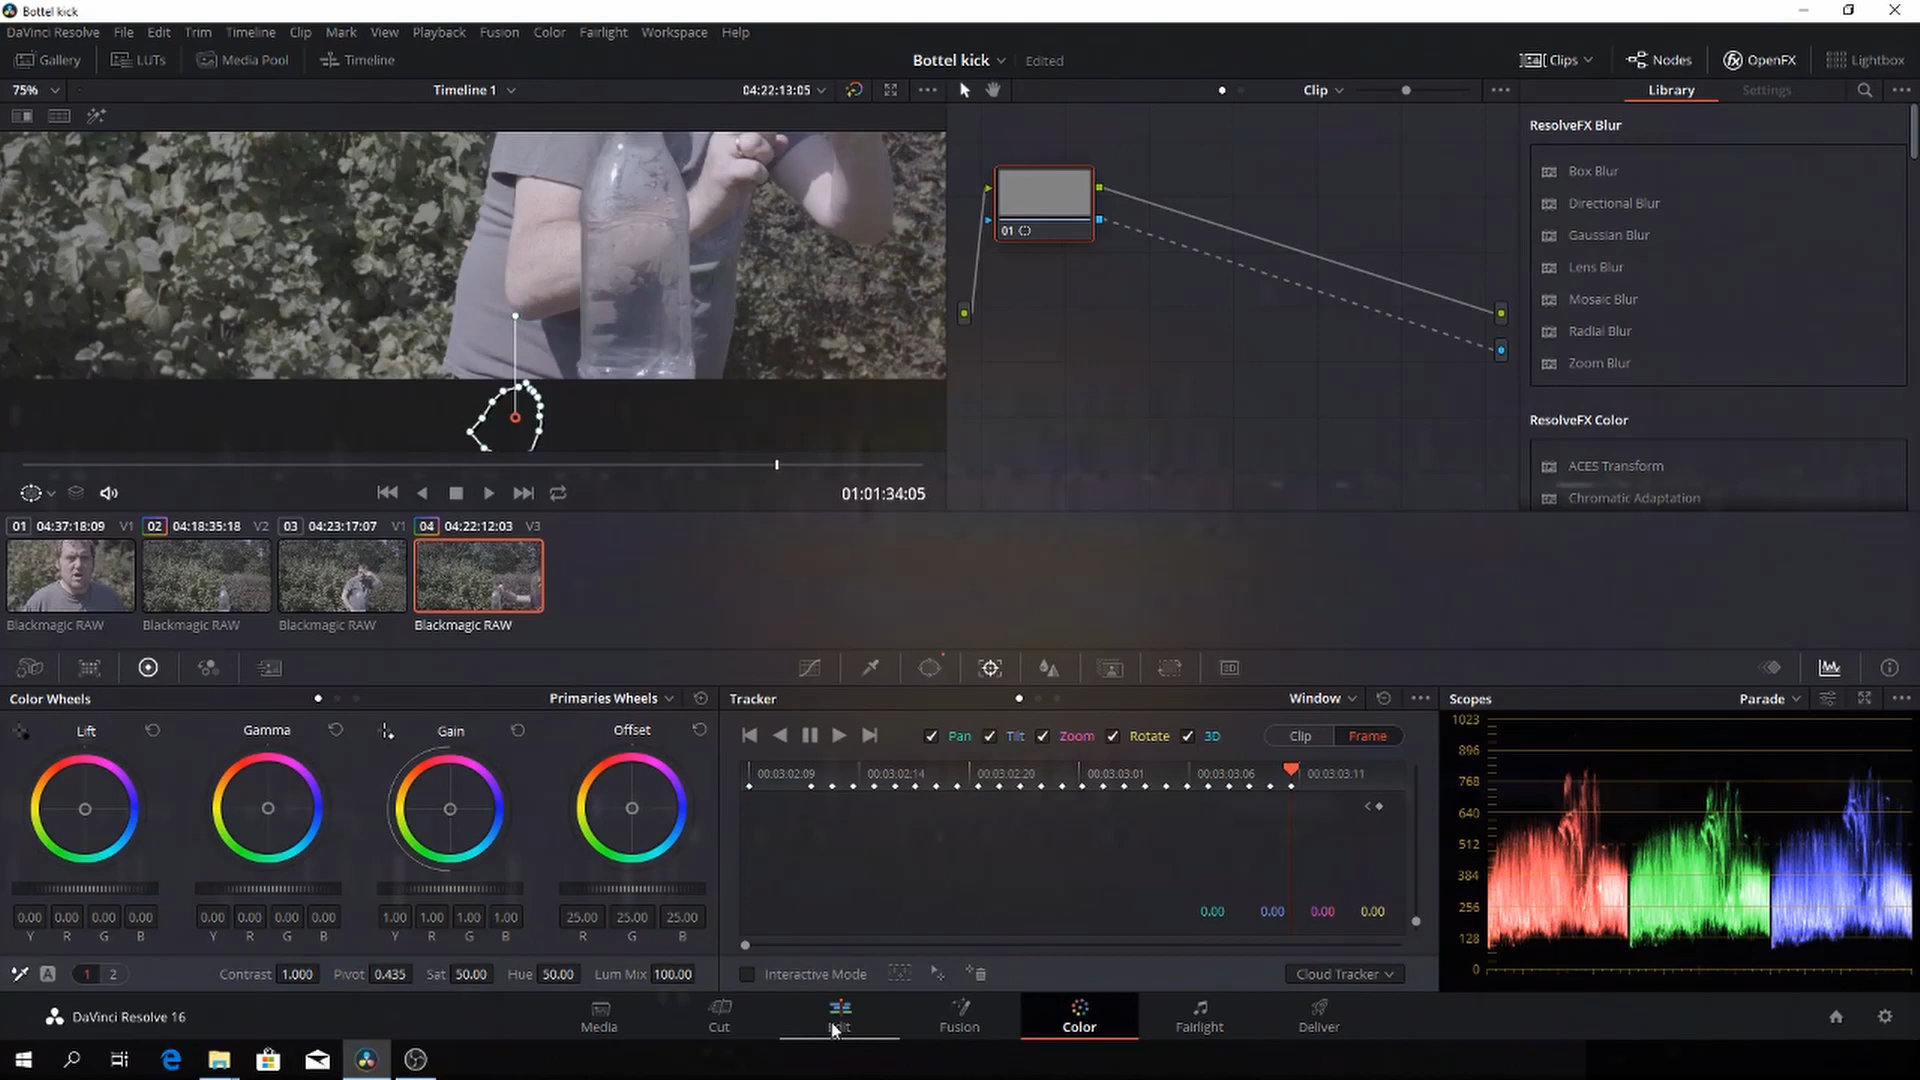 Bottel kick
DaVinci Resolve File Edit Trim Timeline Clip Mark View Playback Fusion Color Fairlight Workspace Help
Gallery LUTs Media Pool Timeline Bottel kick Edited Clips Nodes OpenFX Lightbox
75% Timeline 1 04:22:13:05 Clip Library Settings
ResolveFX Blur
Box Blur
Directional Blur
Gaussian Blur
Lens Blur
Mosaic Blur
Radial Blur
Zoom Blur
ResolveFX Color
ACES Transform
Chromatic Adaptation
01
01:01:34:05
01 04:37:18:09 V1 02 04:18:35:18 V2 03 04:23:17:07 V1 04 04:22:12:03 V3
Blackmagic RAW Blackmagic RAW Blackmagic RAW Blackmagic RAW
3D
Color Wheels Primaries Wheels Tracker Window Scopes Parade
Lift Gamma Gain Offset
Pan Tilt Zoom Rotate 3D Clip Frame
00:03:02:09 00:03:02:14 00:03:02:20 00:03:03:01 00:03:03:06 00:03:03:11
1023
896
768
640
512
384
256
128
0
0.00 0.00 0.00 0.00
0.00 0.00 0.00 0.00 0.00 0.00 0.00 0.00 1.00 1.00 1.00 1.00 25.00 25.00 25.00
Y R G B Y R G B Y R G B R G B
A 1 2 Contrast 1.000 Pivot 0.435 Sat 50.00 Hue 50.00 Lum Mix 100.00 Interactive Mode Cloud Tracker
DaVinci Resolve 16 Media Cut Edit Fusion Color Fairlight Deliver